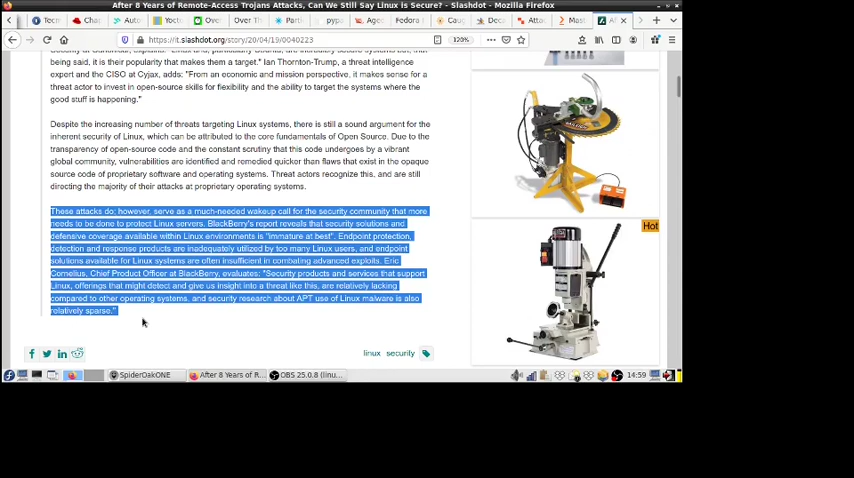 After 8 Years of Remote-Access Trojans Attacks, Can We Still Say Linux is Secure? - Slashdot - Mozilla Firefox
https://it.slashdot.org/story/20/04/19/0040223
120%
being said, it is their popularity that makes them a target." Ian Thornton-Trump, a threat intelligence
expert and the CISO at Cyjax, adds: "From an economic and mission perspective, it makes sense for a
threat actor to invest in open-source skills for flexibility and the ability to target the systems where the
good stuff is happening."
Despite the increasing number of threats targeting Linux systems, there is still a sound argument for the
inherent security of Linux, which can be attributed to the core fundamentals of Open Source. Due to the
transparency of open-source code and the constant scrutiny that this code undergoes by a vibrant
global community, vulnerabilities are identified and remedied quicker than flaws that exist in the opaque
source code of proprietary software and operating systems. Threat actors recognize this, and are still
directing the majority of their attacks at proprietary operating systems.
These attacks do; however, serve as a much-needed wakeup call for the security community that more
needs to be done to protect Linux servers. BlackBerry's report reveals that security solutions and
defensive coverage available within Linux environments is "immature at best". Endpoint protection,
detection and response products are inadequately utilized by too many Linux users, and endpoint
solutions available for Linux systems are often insufficient in combating advanced exploits. Eric
Cornelius, Chief Product Officer at BlackBerry, evaluates: "Security products and services that support
Linux, offerings that might detect and give us insight into a threat like this, are relatively lacking
compared to other operating systems, and security research about APT use of Linux malware is also
relatively sparse."
Hot
linux security
SpiderOakONE
After 8 Years of R...
OBS 25.0.8 (linu...
14:59